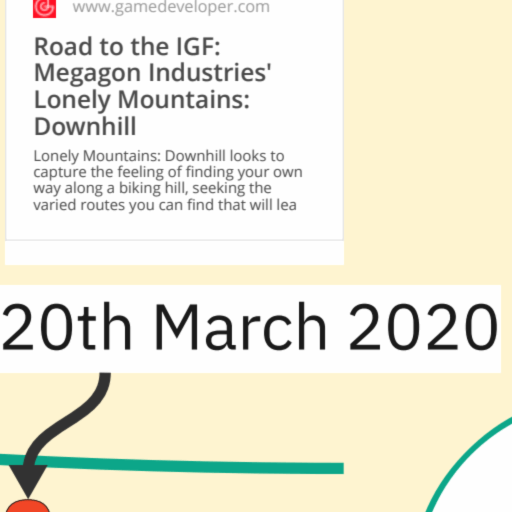 www.gamedeveloper.com
Road to the IGF:
Megagon Industries'
Lonely Mountains:
Downhill
Lonely Mountains: Downhill looks to
capture the feeling of finding your own
way along a biking hill, seeking the
varied routes you can find that will lea
20th March 2020